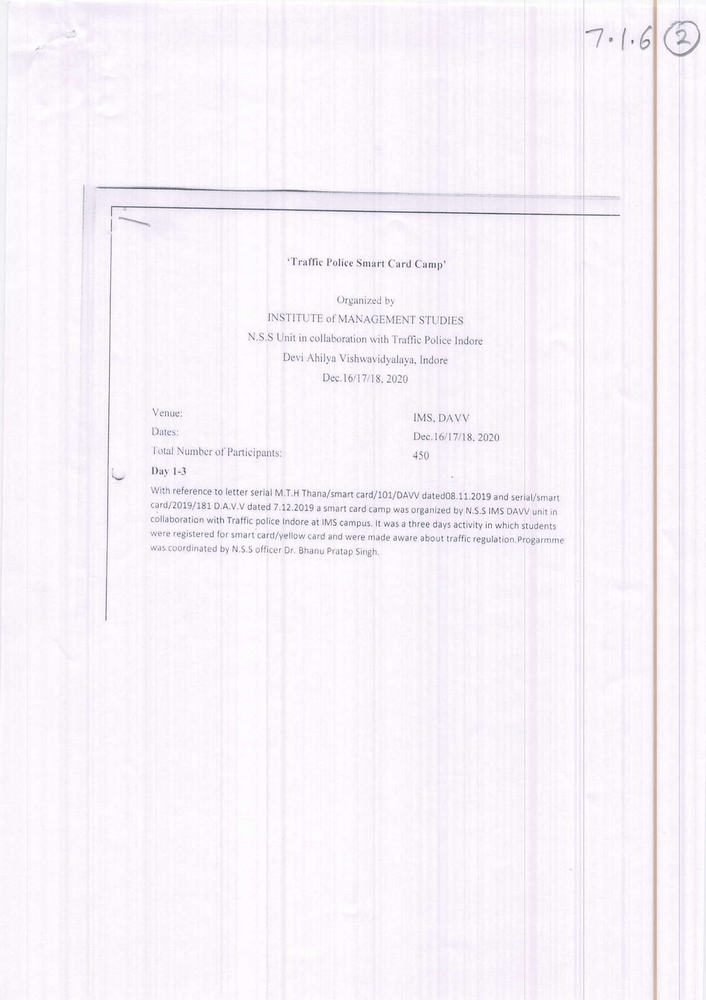 7.1.6 2
‘Traffic Police Smart Card Camp’
Organized by
INSTITUTE of MANAGEMENT STUDIES
N.S.S Unit in collaboration with Traffic Police Indore
Devi Ahilya Vishwavidyalaya, Indore
Dec.16/17/18, 2020
Venue: IMS, DAVV
Dates: Dec.16/17/18, 2020
Total Number of Participants: 450
Day 1-3
With reference to letter serial M.T.H Thana/smart card/101/DAVV dated08.11.2019 and serial/smart
card/2019/181 D.A.V.V dated 7.12.2019 a smart card camp was organized by N.S.S IMS DAVV unit in
collaboration with Traffic police Indore at IMS campus. It was a three days activity in which students
were registered for smart card/yellow card and were made aware about traffic regulation.Progarmme
was coordinated by N.S.S officer Dr. Bhanu Pratap Singh.